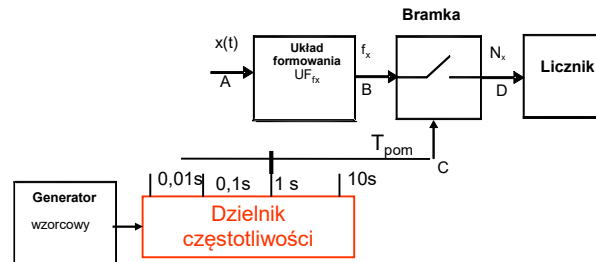 Bramka
x(t)
A
Układ
formowania
UFfx
fx
B
Nx
D
Licznik
Tpom
C
0,01s
0,1s
1 s
10s
Generator
wzorcowy
Dzielnik
częstotliwości